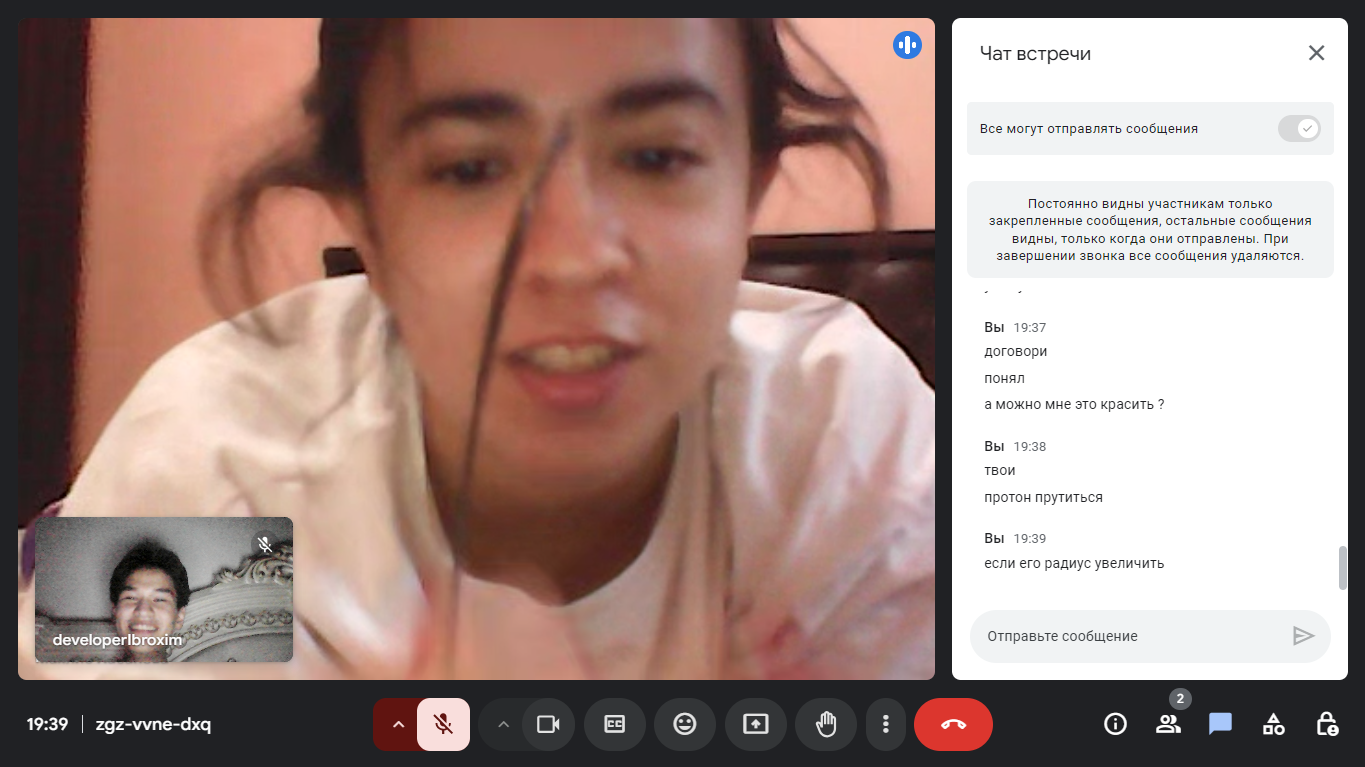 Чат встречи
Все могут отправлять сообщения
Постоянно видны участникам только
закрепленные сообщения, остальные сообщения
видны, только когда они отправлены. При
завершении звонка все сообщения удаляются.
Вы 19:37
договори
понял
а можно мне это красить ?
Вы 19:38
твои
протон прутиться
Вы 19:39
если его радиус увеличить
Отправьте сообщение
developerIbroxim
19:39 | zgz-vvne-dxq
CC
2